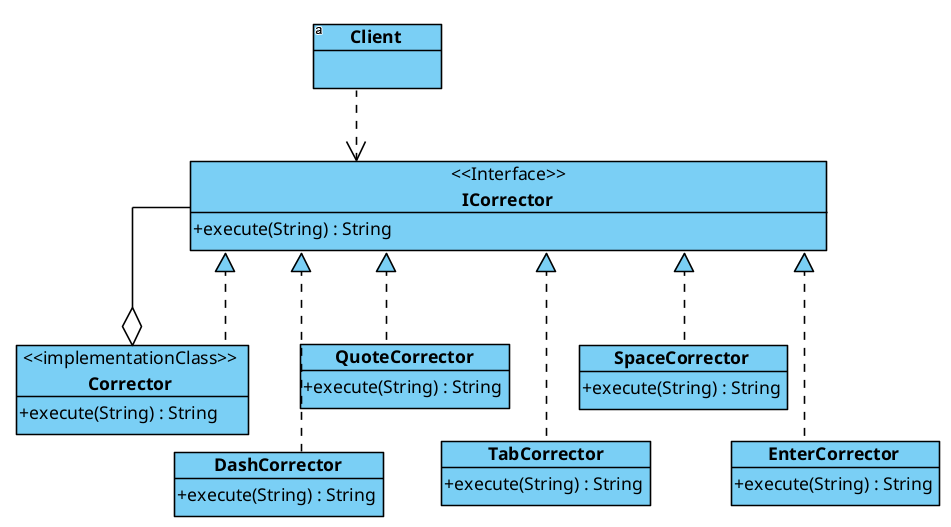 a
Client
<<Interface>>
ICorrector
+execute(String) : String
<<implementationClass>>
Corrector
+execute(String) : String
QuoteCorrector
+execute(String) : String
SpaceCorrector
+execute(String) : String
DashCorrector
+execute(String) : String
TabCorrector
+execute(String) : String
EnterCorrector
+execute(String) : String